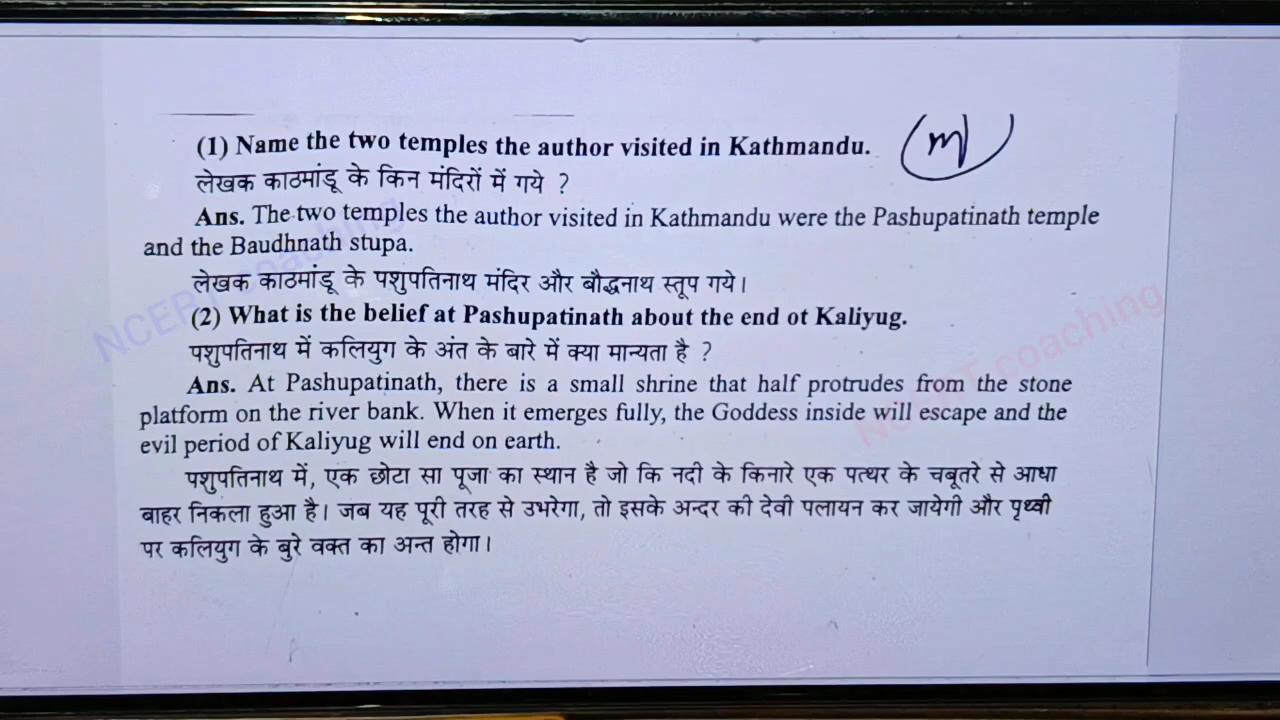 (1) Name the two temples the author visited in Kathmandu.
लेखक काठमांडू के किन मंदिरों में गये ?
Ans. The two temples the author visited in Kathmandu were the Pashupatinath temple
and the Baudhnath stupa.
लेखक काठमांडू के पशुपतिनाथ मंदिर और बौद्धनाथ स्तूप गये।
(2) What is the belief at Pashupatinath about the end ot Kaliyug.
पशुपतिनाथ में कलियुग के अंत के बारे में क्या मान्यता है ?
Ans. At Pashupatinath, there is a small shrine that half protrudes from the stone
platform on the river bank. When it emerges fully, the Goddess inside will escape and the
evil period of Kaliyug will end on earth.
पशुपतिनाथ में, एक छोटा सा पूजा का स्थान है जो कि नदी के किनारे एक पत्थर के चबूतरे से आधा
बाहर निकला हुआ है। जब यह पूरी तरह से उभरेगा, तो इसके अन्दर की देवी पलायन कर जायेगी और पृथ्वी
पर कलियुग के बुरे वक्त का अन्त होगा।
NCERT coaching
NCERT coaching